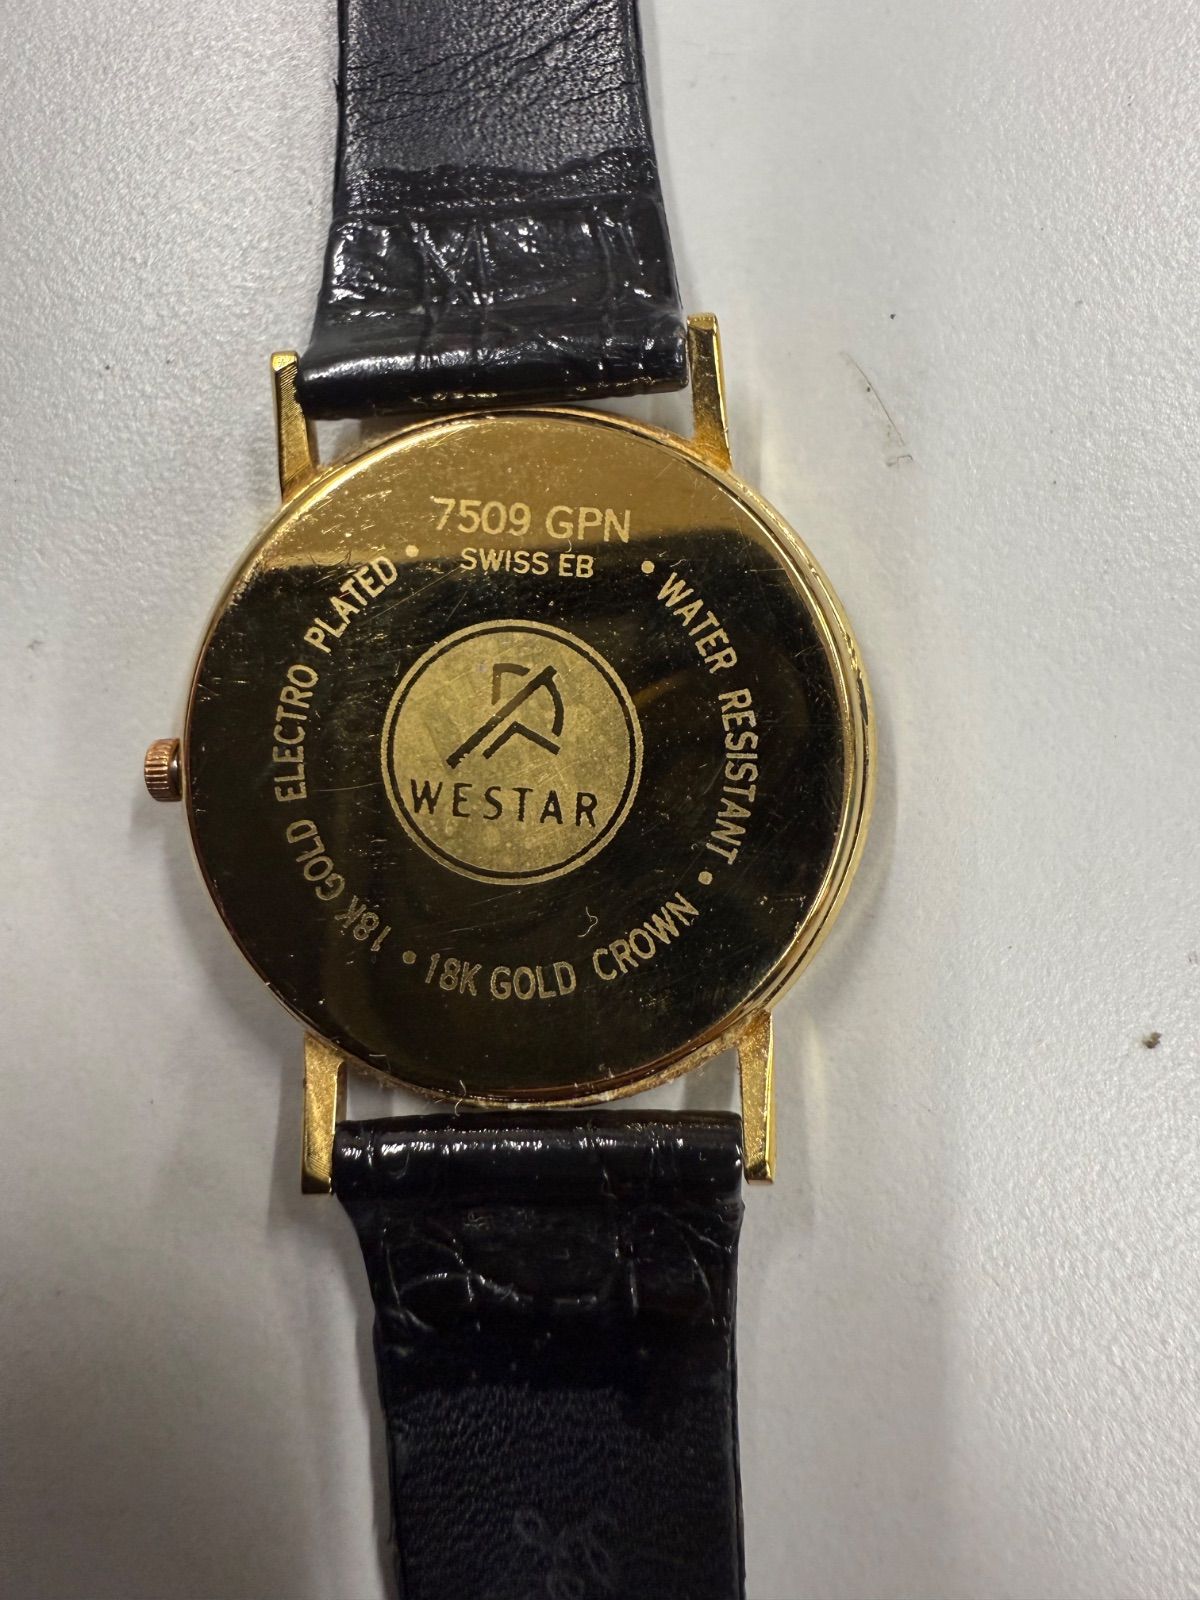 7509 GPN
SWISS EB
• WATER RESISTANT •
18K GOLD CROWN
• 18K GOLD ELECTRO PLATED •
WESTAR